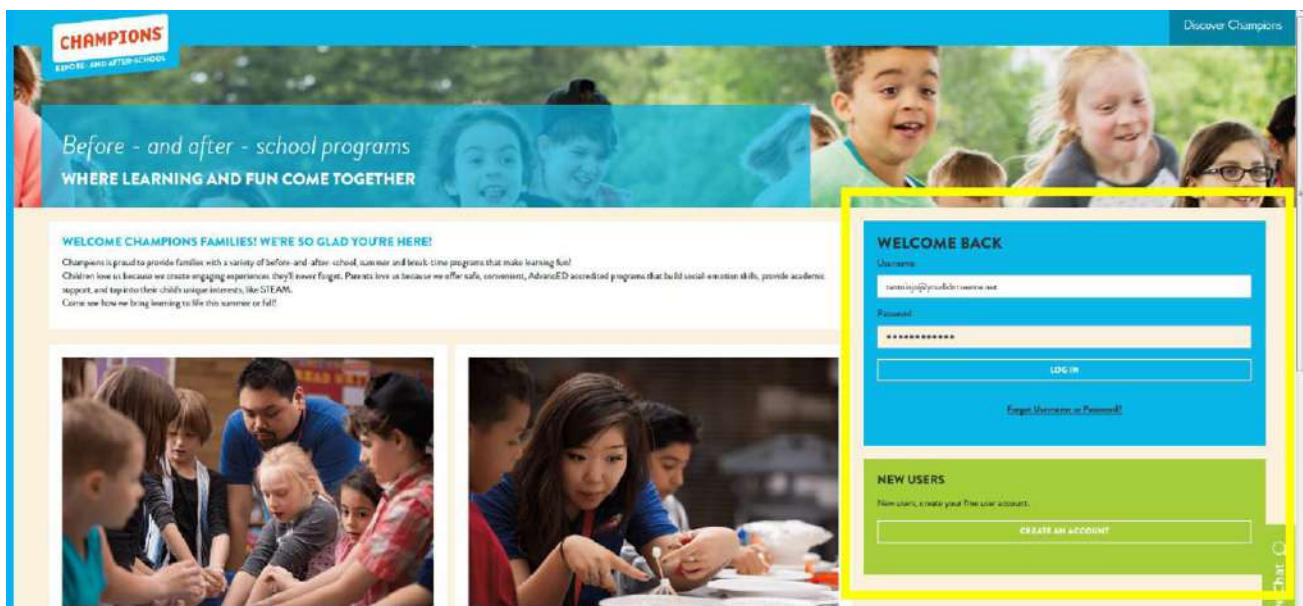 Discover Champions
CHAMPIONS
BEFORE- AND AFTER-SCHOOL
Before - and after - school programs
WHERE LEARNING AND FUN COME TOGETHER
WELCOME CHAMPIONS FAMILIES! WE'RE SO GLAD YOU'RE HERE!
Champions is proud to provide families with a variety of before-and-after-school, summer and break-time programs that make learning fun!
Children love us because we create engaging experiences they'll never forget. Parents love us because we offer safe, convenient, AdvancED accredited programs that build social-emotion skills, provide academic
support, and tap into their child's unique interests, like STEAM.
Come see how we bring learning to life this summer or fall!
READ
WELCOME BACK
Username
Password
************
LOG IN
Forgot Username or Password?
NEW USERS
New users, create your free user account.
CREATE AN ACCOUNT
Chat